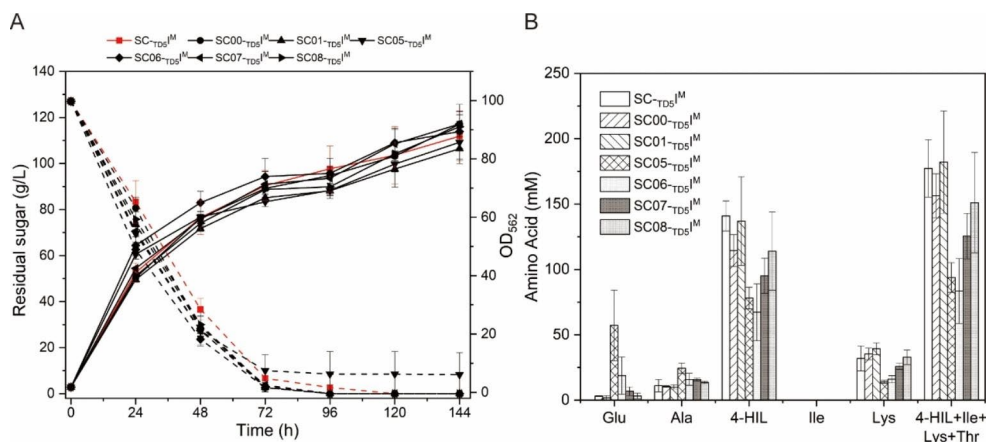 A
SC-TD5IM SC00-TD5IM SC01-TD5IM SC05-TD5IM
SC06-TD5IM SC07-TD5IM SC08-TD5IM
Residual sugar (g/L)
140
120
100
80
60
40
20
0
0 24 48 72 96 120 144
Time (h)
100
80
60
40
20
0
OD562
B
SC-TD5IM
SC00-TD5IM
SC01-TD5IM
SC05-TD5IM
SC06-TD5IM
SC07-TD5IM
SC08-TD5IM
Amino Acid (mM)
250
200
150
100
50
0
Glu Ala 4-HIL Ile Lys 4-HIL+Ile+
Lys+Thr